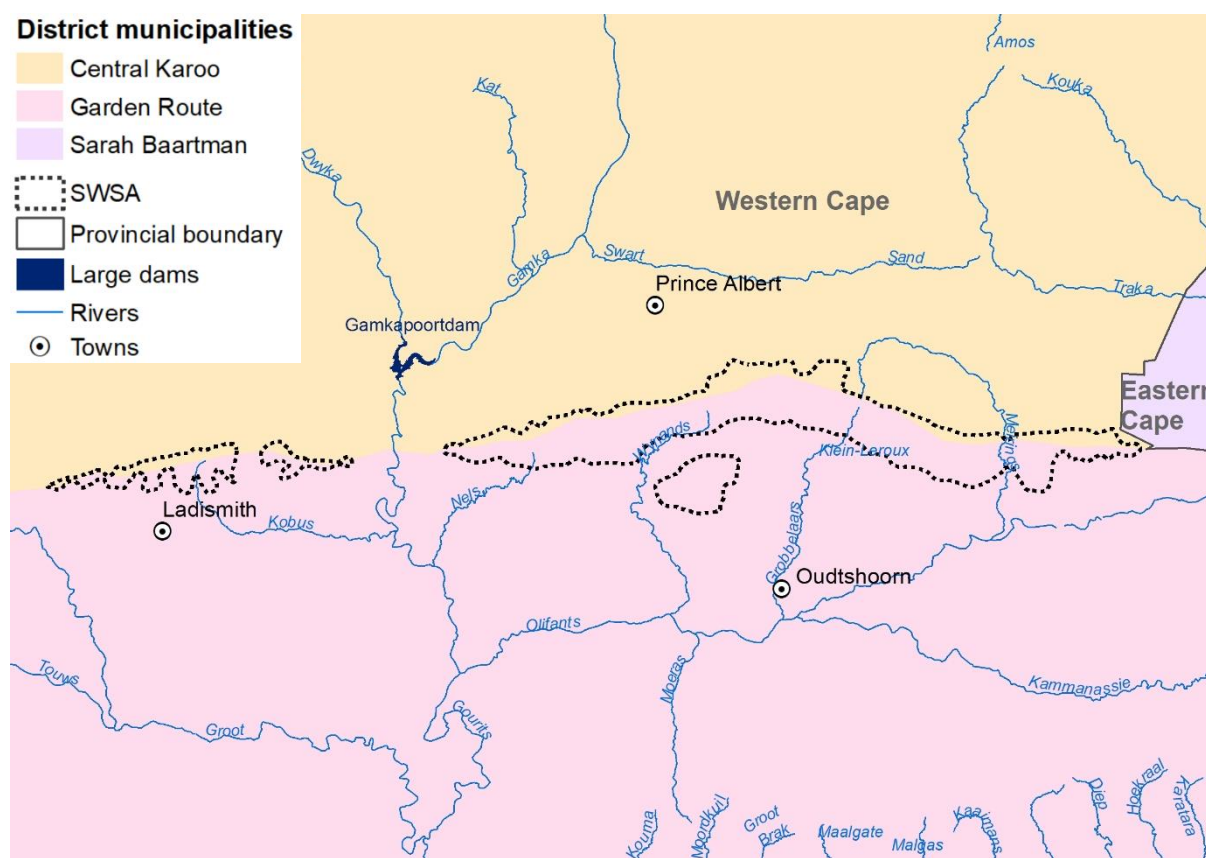 District municipalities
Central Karoo
Garden Route
Sarah Baartman
SWSA
Provincial boundary
Large dams
Rivers
Towns
Amos
Kouka
Kat
Dwyka
Western Cape
Gamka
Swart
Sand
Prince Albert
Traka
Gamkapoortdam
Eastern
Cape
Meirings
Wynands
Klein-Leroux
Nels
Ladismith
Kobus
Grobbelaars
Oudtshoorn
Olifants
Moeras
Kammanassie
Touws
Gourits
Groot
Kouma
Moordkuil
Groot
Brak
Maalgate
Malgas
Kaaimans
Diep
Hoekraal
Karatara